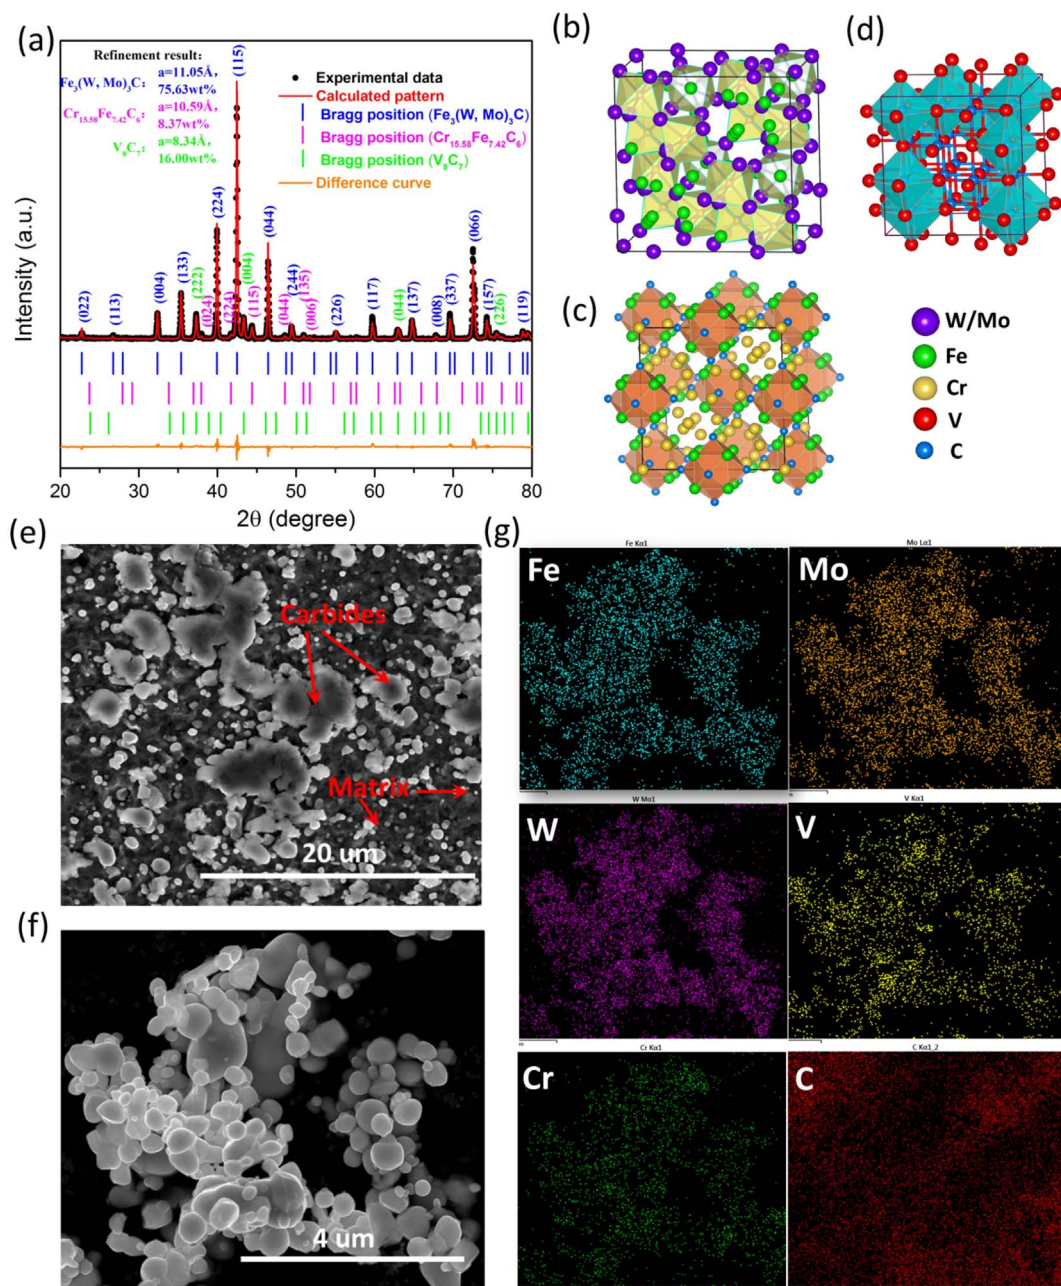 (a)
Refinement result:
Fe₃(W, Mo)₃C: a=11.05Å,
75.63wt%
Cr₁₅.₅₈Fe₇.₄₂C₆: a=10.59Å,
8.37wt%
V₈C₇: a=8.34Å,
16.00wt%
Experimental data
Calculated pattern
Bragg position (Fe₃(W, Mo)₃C)
Bragg position (Cr₁₅.₅₈Fe₇.₄₂C₆)
Bragg position (V₈C₇)
Difference curve
Intensity (a.u.)
(022)
(113)
(004)
(133)
(222)
(024)
(224)
(224)
(115)
(004)
(115)
(044)
(044)
(244)
(006)
(135)
(226)
(117)
(044)
(137)
(008)
(337)
(066)
(157)
(226)
(119)
20 30 40 50 60 70 80
2θ (degree)
(b)
(c)
(d)
W/Mo
Fe
Cr
V
C
(e)
Carbides
Matrix
20 um
(f)
4 um
(g)
Fe Kα1
Fe
Mo Lα1
Mo
W Mα1
W
V Kα1
V
Cr Kα1
Cr
C Kα1_2
C